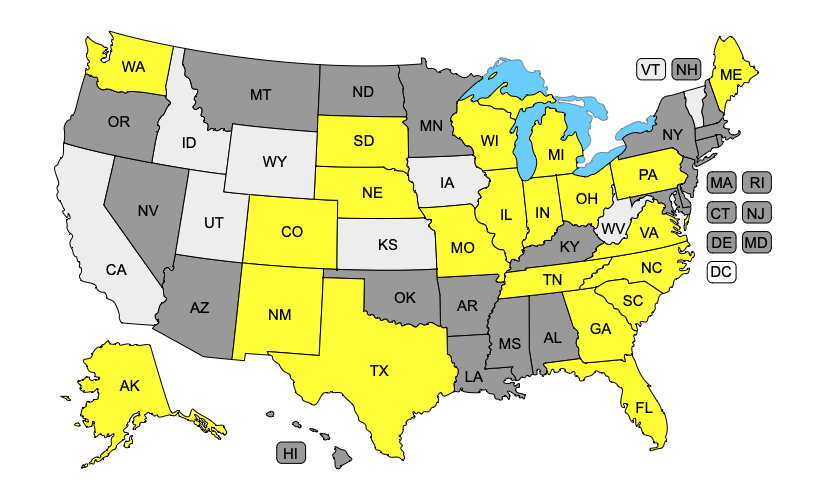 VT
NH
ME
WA
MT
ND
OR
MN
NY
ID
SD
WI
MI
WY
PA
IA
MA
RI
NE
OH
NV
IL
IN
CT
NJ
UT
CO
WV
VA
KS
MO
KY
DE
MD
CA
NC
DC
TN
AZ
OK
SC
AR
NM
GA
MS
AL
TX
LA
AK
FL
HI